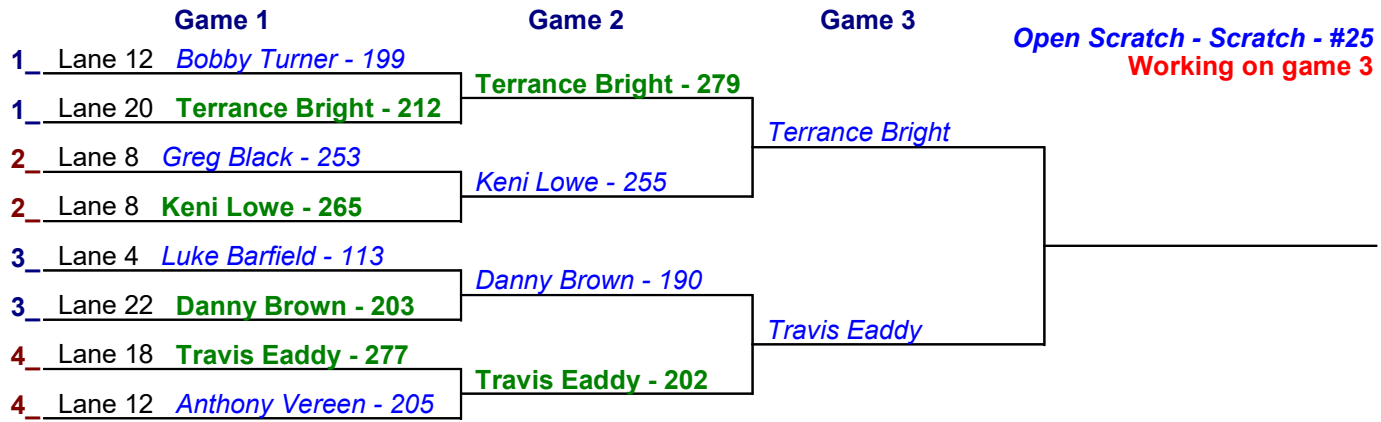 Game 1 Game 2 Game 3
Open Scratch - Scratch - #25
Working on game 3
1_ Lane 12 Bobby Turner - 199
Terrance Bright - 279
1_ Lane 20 Terrance Bright - 212
Terrance Bright
2_ Lane 8 Greg Black - 253
Keni Lowe - 255
2_ Lane 8 Keni Lowe - 265
3_ Lane 4 Luke Barfield - 113
Danny Brown - 190
3_ Lane 22 Danny Brown - 203
Travis Eaddy
4_ Lane 18 Travis Eaddy - 277
Travis Eaddy - 202
4_ Lane 12 Anthony Vereen - 205